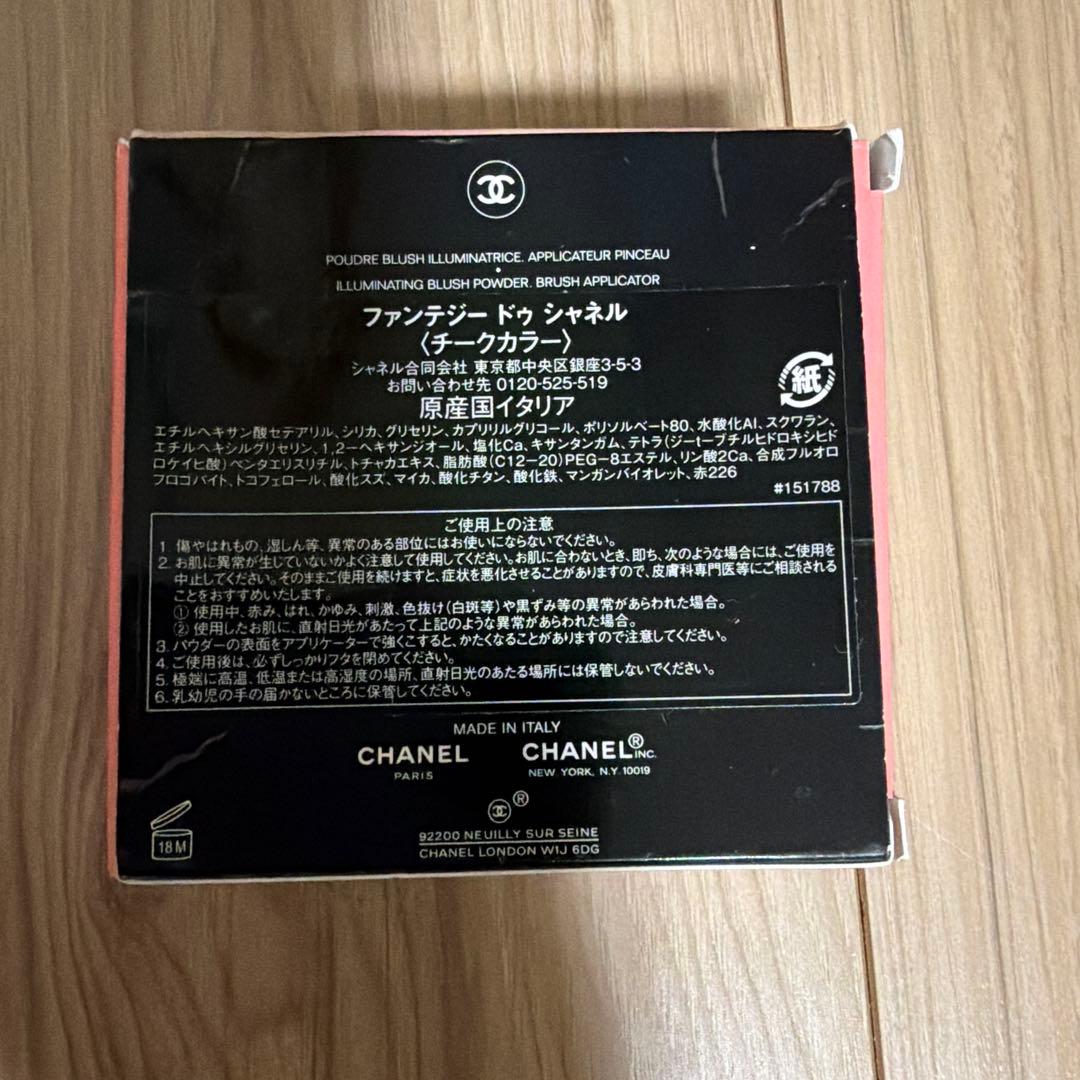 POUDRE BLUSH ILLUMINATRICE. APPLICATEUR PINCEAU
•
ILLUMINATING BLUSH POWDER. BRUSH APPLICATOR
ファンテジー ドゥ シャネル
〈チークカラー〉
シャネル合同会社 東京都中央区銀座3-5-3
お問い合わせ先 0120-525-519
原産国イタリア
紙
エチルヘキサン酸セテアリル、シリカ、グリセリン、カプリリルグリコール、ポリソルベート80、水酸化Al、スクワラン、
エチルヘキシルグリセリン、1,2-ヘキサンジオール、塩化Ca、キサンタンガム、テトラ(ジ-t-ブチルヒドロキシヒド
ロケイヒ酸)ペンタエリスリチル、トチャカエキス、脂肪酸(C12-20)PEG-8エステル、リン酸2Ca、合成フルオロ
フロゴパイト、トコフェロール、酸化スズ、マイカ、酸化チタン、酸化鉄、マンガンバイオレット、赤226
#151788
ご使用上の注意
1. 傷やはれもの、湿しん等、異常のある部位にはお使いにならないでください。
2. お肌に異常が生じていないかよく注意して使用してください。お肌に合わないとき、即ち、次のような場合には、ご使用を
中止してください。そのままご使用を続けますと、症状を悪化させることがありますので、皮膚科専門医等にご相談される
ことをおすすめいたします。
① 使用中、赤み、はれ、かゆみ、刺激、色抜け(白斑等)や黒ずみ等の異常があらわれた場合。
② 使用したお肌に、直射日光があたって上記のような異常があらわれた場合。
3. パウダーの表面をアプリケーターで強くこすると、かたくなることがありますので注意してください。
4. ご使用後は、必ずしっかりフタを閉めてください。
5. 極端に高温、低温または高湿度の場所、直射日光のあたる場所には保管しないでください。
6. 乳幼児の手の届かないところに保管してください。
MADE IN ITALY
CHANEL CHANEL® INC.
PARIS NEW YORK, N.Y. 10019
®
92200 NEUILLY SUR SEINE
CHANEL LONDON W1J 6DG
18 M